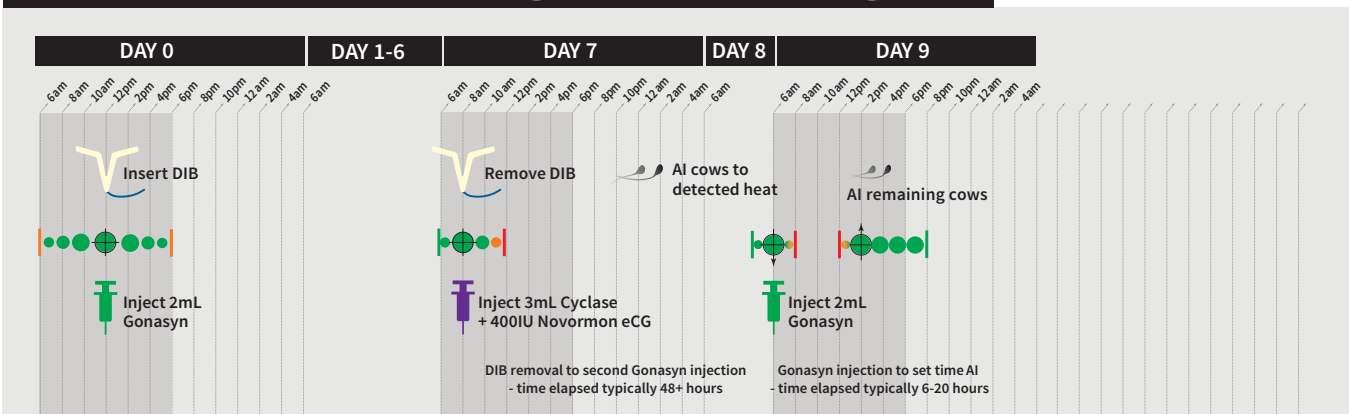 DAY 0 DAY 1-6 DAY 7 DAY 8 DAY 9
6am 8am 10am 12pm 2pm 4pm 6pm 8pm 10pm 12am 2am 4am 6am 6am 8am 10am 12pm 2pm 4pm 6pm 8pm 10pm 12am 2am 4am 6am 6am 8am 10am 12pm 2pm 4pm 6pm 8pm 10pm 12am 2am 4am
Insert DIB
Remove DIB
AI cows to
detected heat
AI remaining cows
Inject 2mL
Gonasyn
Inject 3mL Cyclase
+ 400IU Novormon eCG
Inject 2mL
Gonasyn
DIB removal to second Gonasyn injection
- time elapsed typically 48+ hours
Gonasyn injection to set time AI
- time elapsed typically 6-20 hours